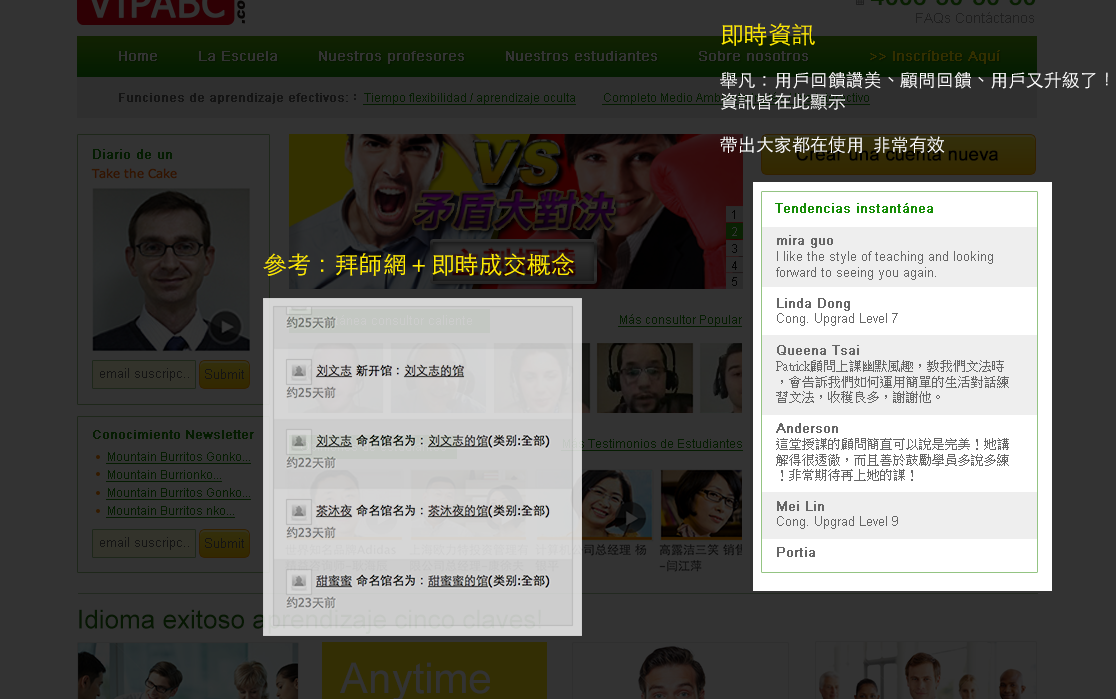 VIPABC.co
4006-30-30-30
FAQs Contáctanos
即時資訊
Home La Escuela Nuestros profesores Nuestros estudiantes Sobre nosotros >> Inscríbete Aquí
舉凡：用戶回饋讚美、顧問回饋、用戶又升級了！
資訊皆在此顯示
Funciones de aprendizaje efectivos: : Tiempo flexibilidad / aprendizaje oculta Completo Medio Amb
帶出大家都在使用 非常有效
Crear una cuenta nueva
Diario de un
Take the Cake
VS
矛盾大對決
1
2
3
4
5
參考：拜師網＋即時成交概念
email suscripc..
Submit
Conocimiento Newsletter
Mountain Burritos Gonko...
Mountain Burrionko...
Mountain Burritos Gonko...
Mountain Burritos nko...
email suscripc..
Submit
约25天前
刘文志 新开馆：刘文志的馆
约25天前
刘文志 命名馆名为：刘文志的馆(类别:全部)
约22天前
茶沐夜 命名馆名为：茶沐夜的馆(类别:全部)
约23天前
甜蜜蜜 命名馆名为：甜蜜蜜的馆(类别:全部)
约23天前
Más consultor Popular
Más Testimonios de Estudiantes
司总经理 杨
高露洁三笑 销售
-闫江萍
Tendencias instantánea
mira guo
I like the style of teaching and looking
forward to seeing you again.
Linda Dong
Cong. Upgrad Level 7
Queena Tsai
Patrick顧問上課幽默風趣，教我們文法時
，會告訴我們如何運用簡單的生活對話練
習文法，收穫良多，謝謝他。
Anderson
這堂授課的顧問簡直可以說是完美！她講
解得很透徹，而且善於鼓勵學員多說多練
！非常期待再上她的課！
Mei Lin
Cong. Upgrad Level 9
Portia
Idioma exitoso aprendizaje cinco claves!
Anytime